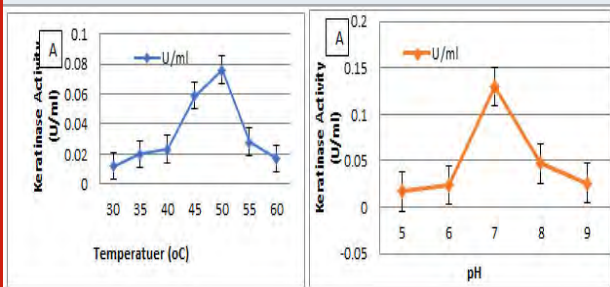 A
U/ml
Keratinase Activity
(U/ml)
0.1
0.08
0.06
0.04
0.02
0
30 35 40 45 50 55 60
Temperatuer (oC)
A
U/ml
Keratinase Activity
(U/ml)
0.2
0.15
0.1
0.05
0
-0.05
5 6 7 8 9
pH